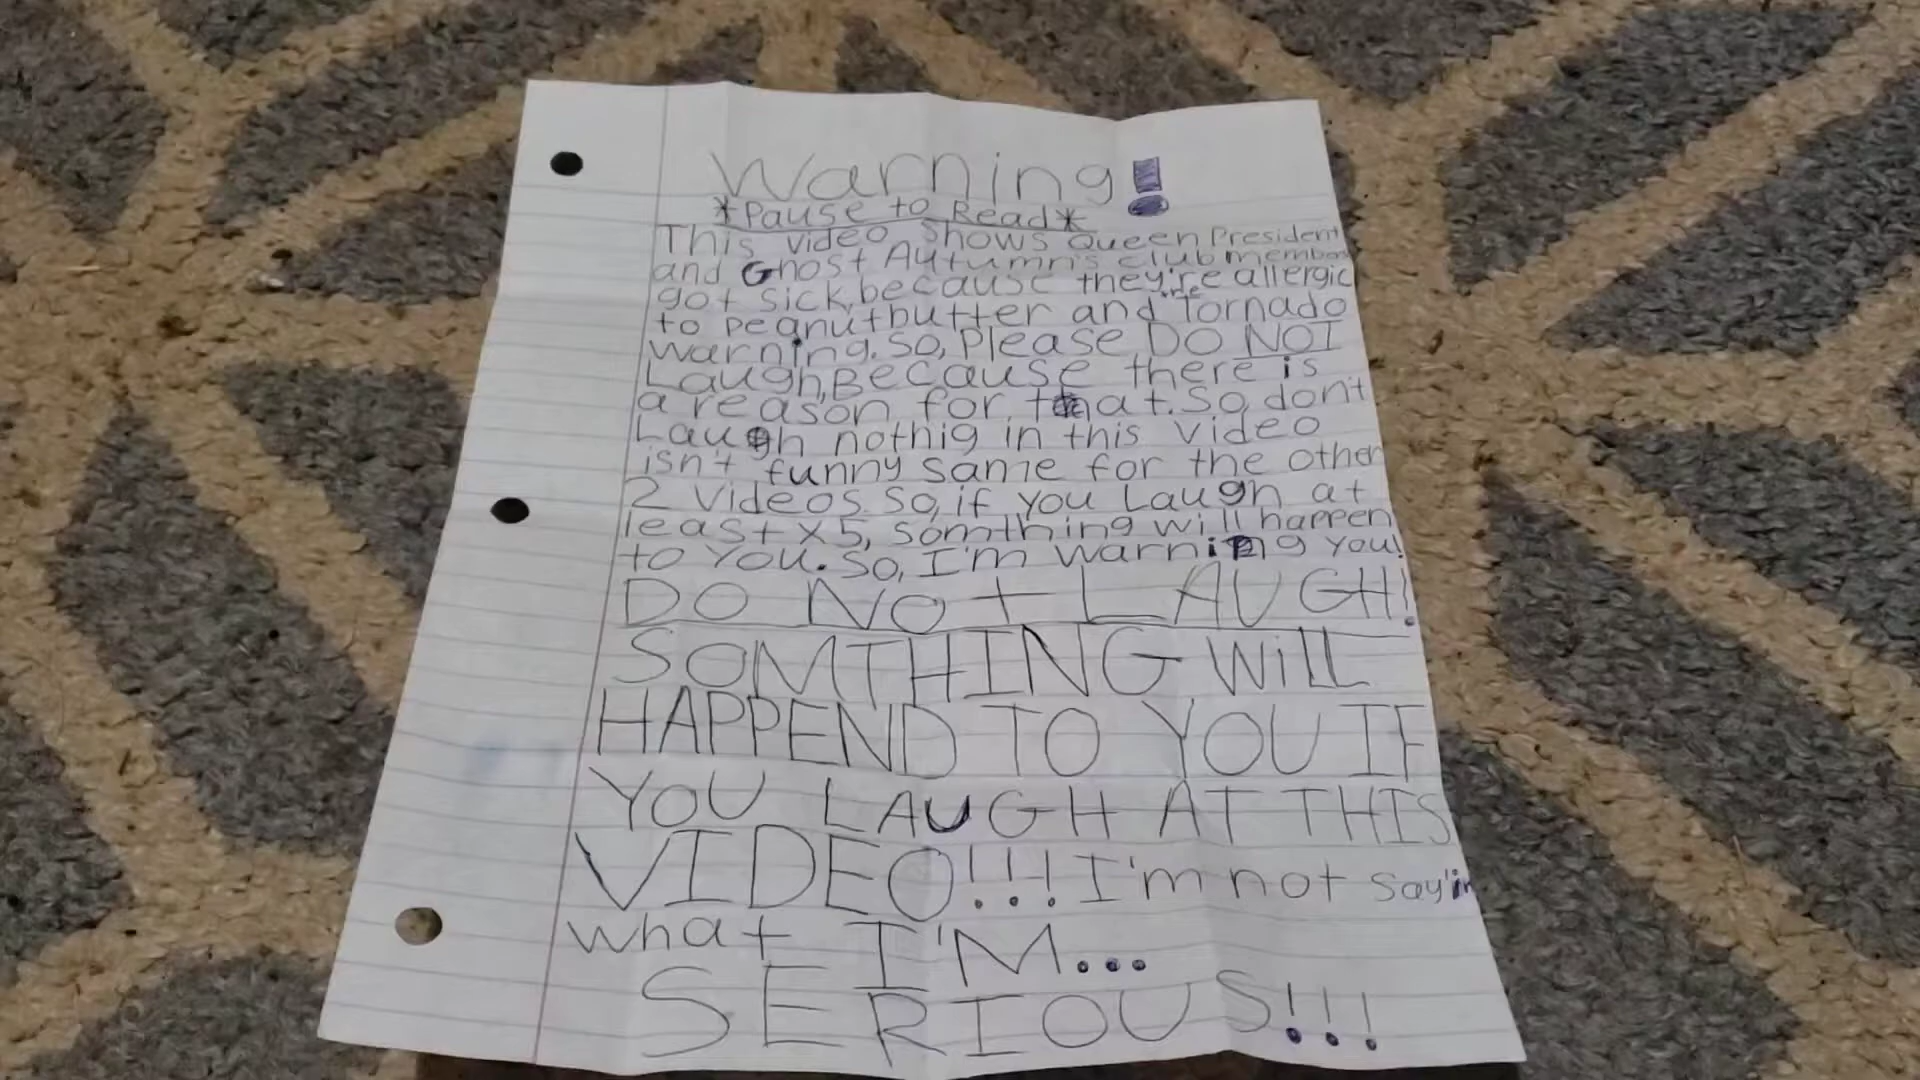 Warning!
*Pause to Read*
This video shows Queen President
and Ghost Autumn's club members
got sick, because they're allergic
to peanutbutter and Tornado
warning. So, Please DO NOT
Laugh, Because there is
a reason for that. So, don't
Laugh nothig in this video
isn't funny same for the other
2 videos. So, if you Laugh at
least x5, somthing will happen
to You. So, I'm warning you!
DO NOt LAUGH!
SOMTHING WiLL
HAPPEND TO YOU IF
YOU LAUGH AT THIS
VIDEO!!! I'm not say'in
what I'M...
SERIOUS!!!